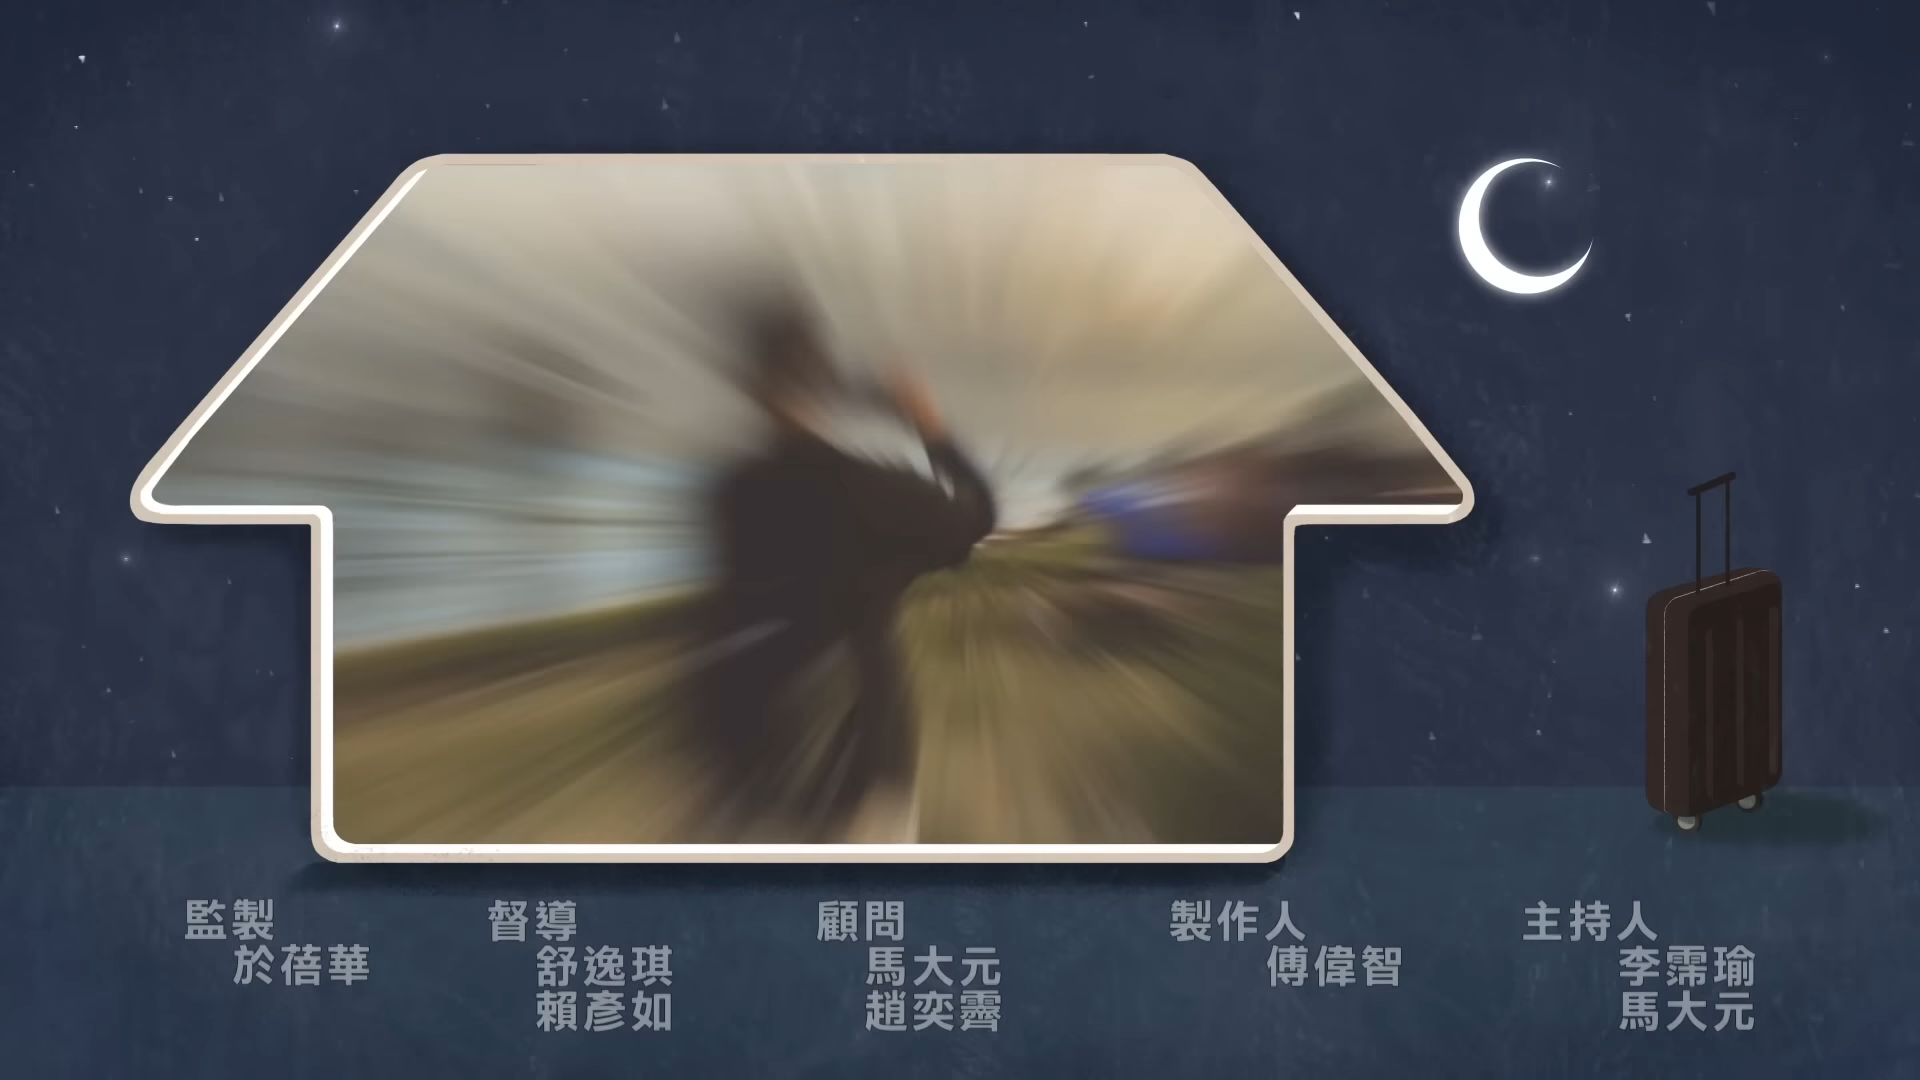 監製
於蓓華
督導
舒逸琪
賴彥如
顧問
馬大元
趙奕霽
製作人
傅偉智
主持人
李霈瑜
馬大元